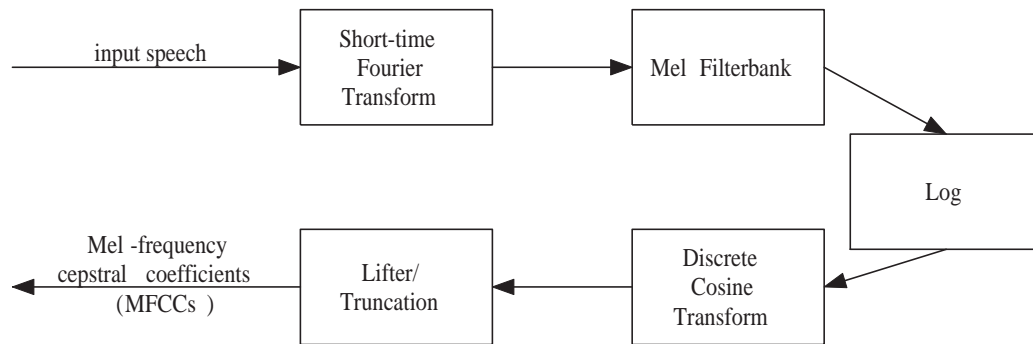 input speech
Short-time
Fourier
Transform
Mel Filterbank
Log
Discrete
Cosine
Transform
Lifter/
Truncation
Mel -frequency
cepstral coefficients
(MFCCs )